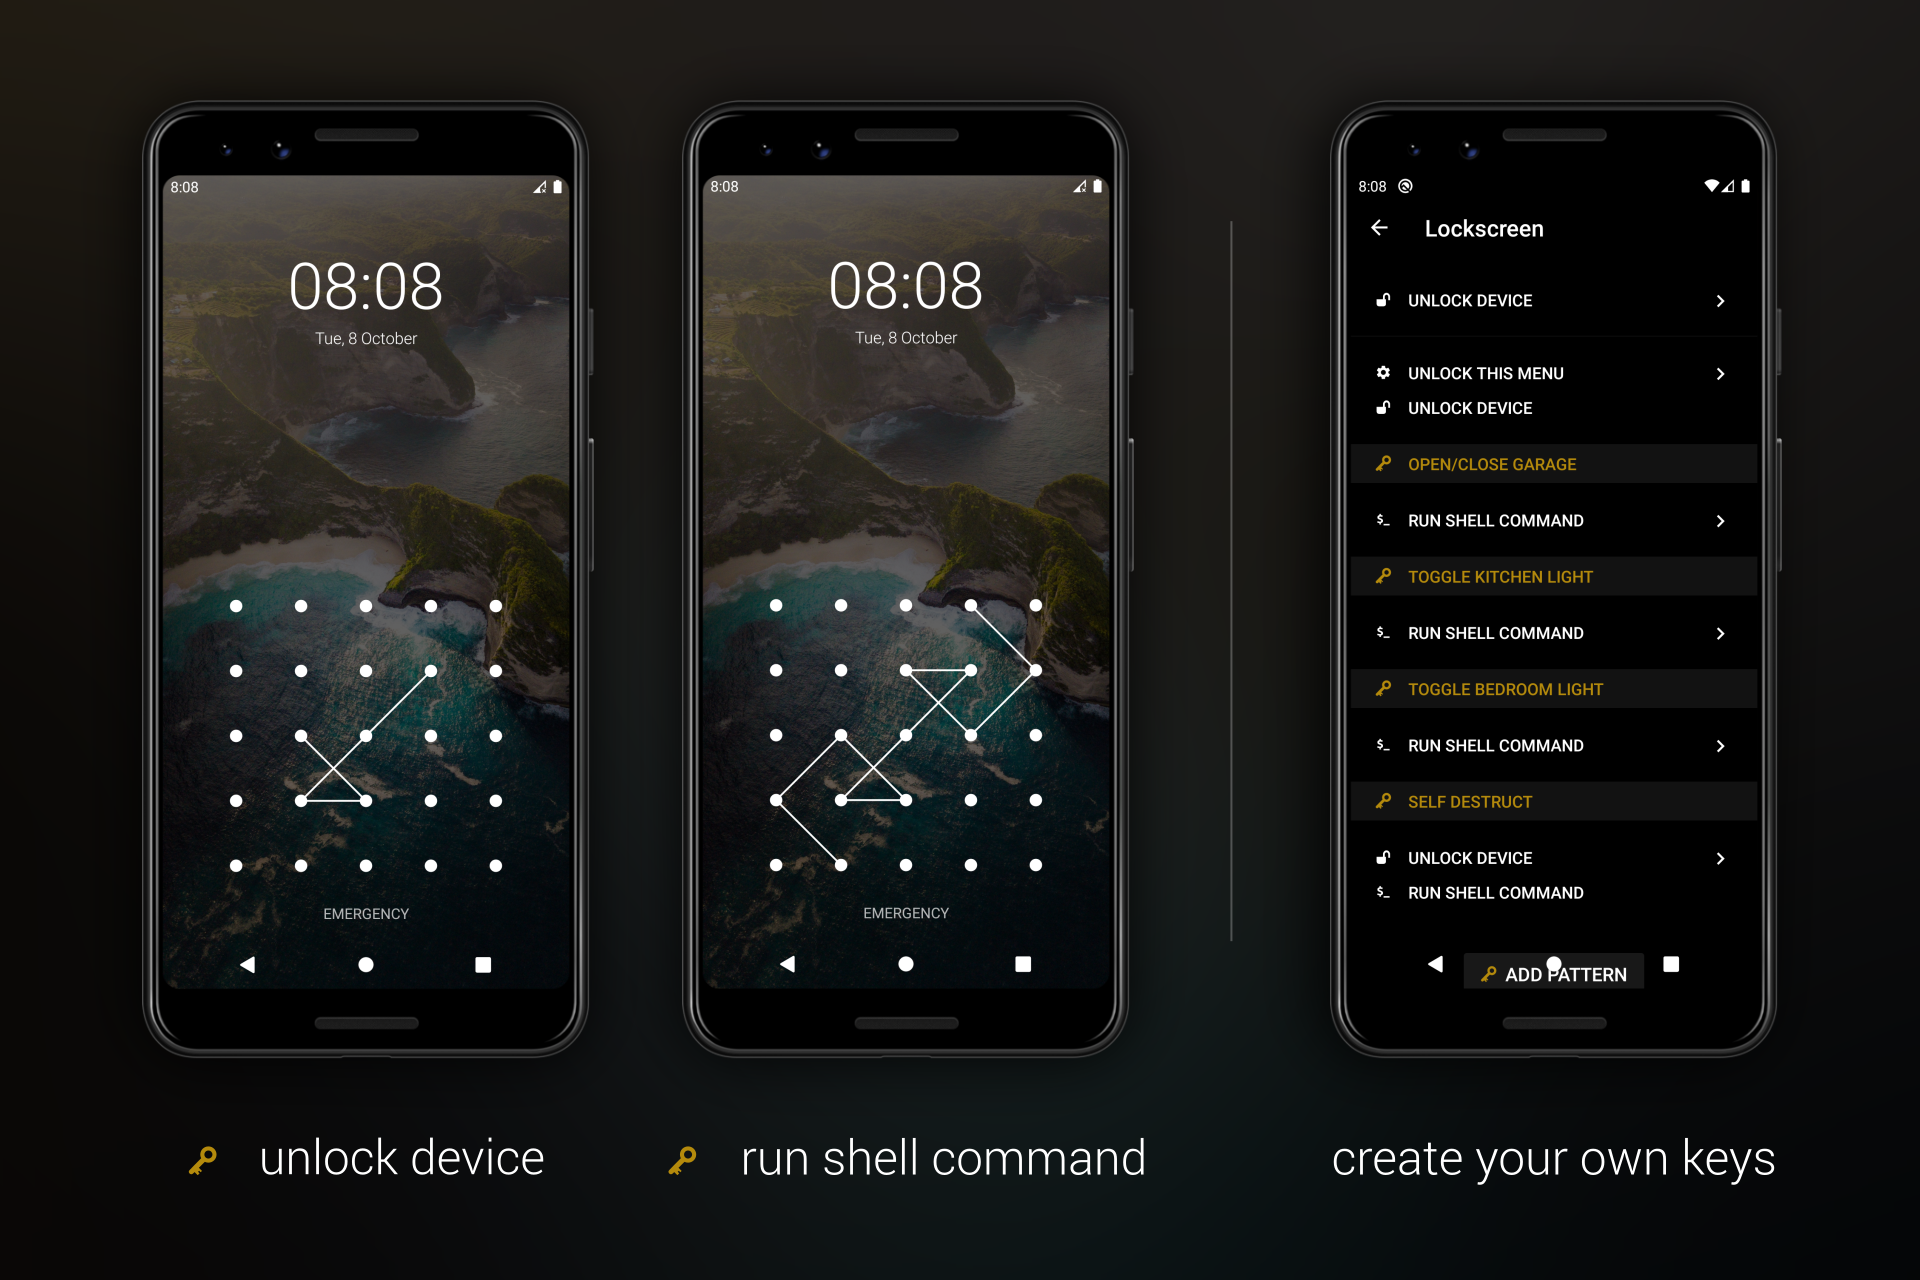 8:08
08:08
Tue, 8 October
EMERGENCY
unlock device
8:08
08:08
Tue, 8 October
EMERGENCY
run shell command
8:08
Lockscreen
UNLOCK DEVICE
UNLOCK THIS MENU
UNLOCK DEVICE
OPEN/CLOSE GARAGE
$_ RUN SHELL COMMAND
TOGGLE KITCHEN LIGHT
$_ RUN SHELL COMMAND
TOGGLE BEDROOM LIGHT
$_ RUN SHELL COMMAND
SELF DESTRUCT
UNLOCK DEVICE
$_ RUN SHELL COMMAND
ADD PATTERN
create your own keys